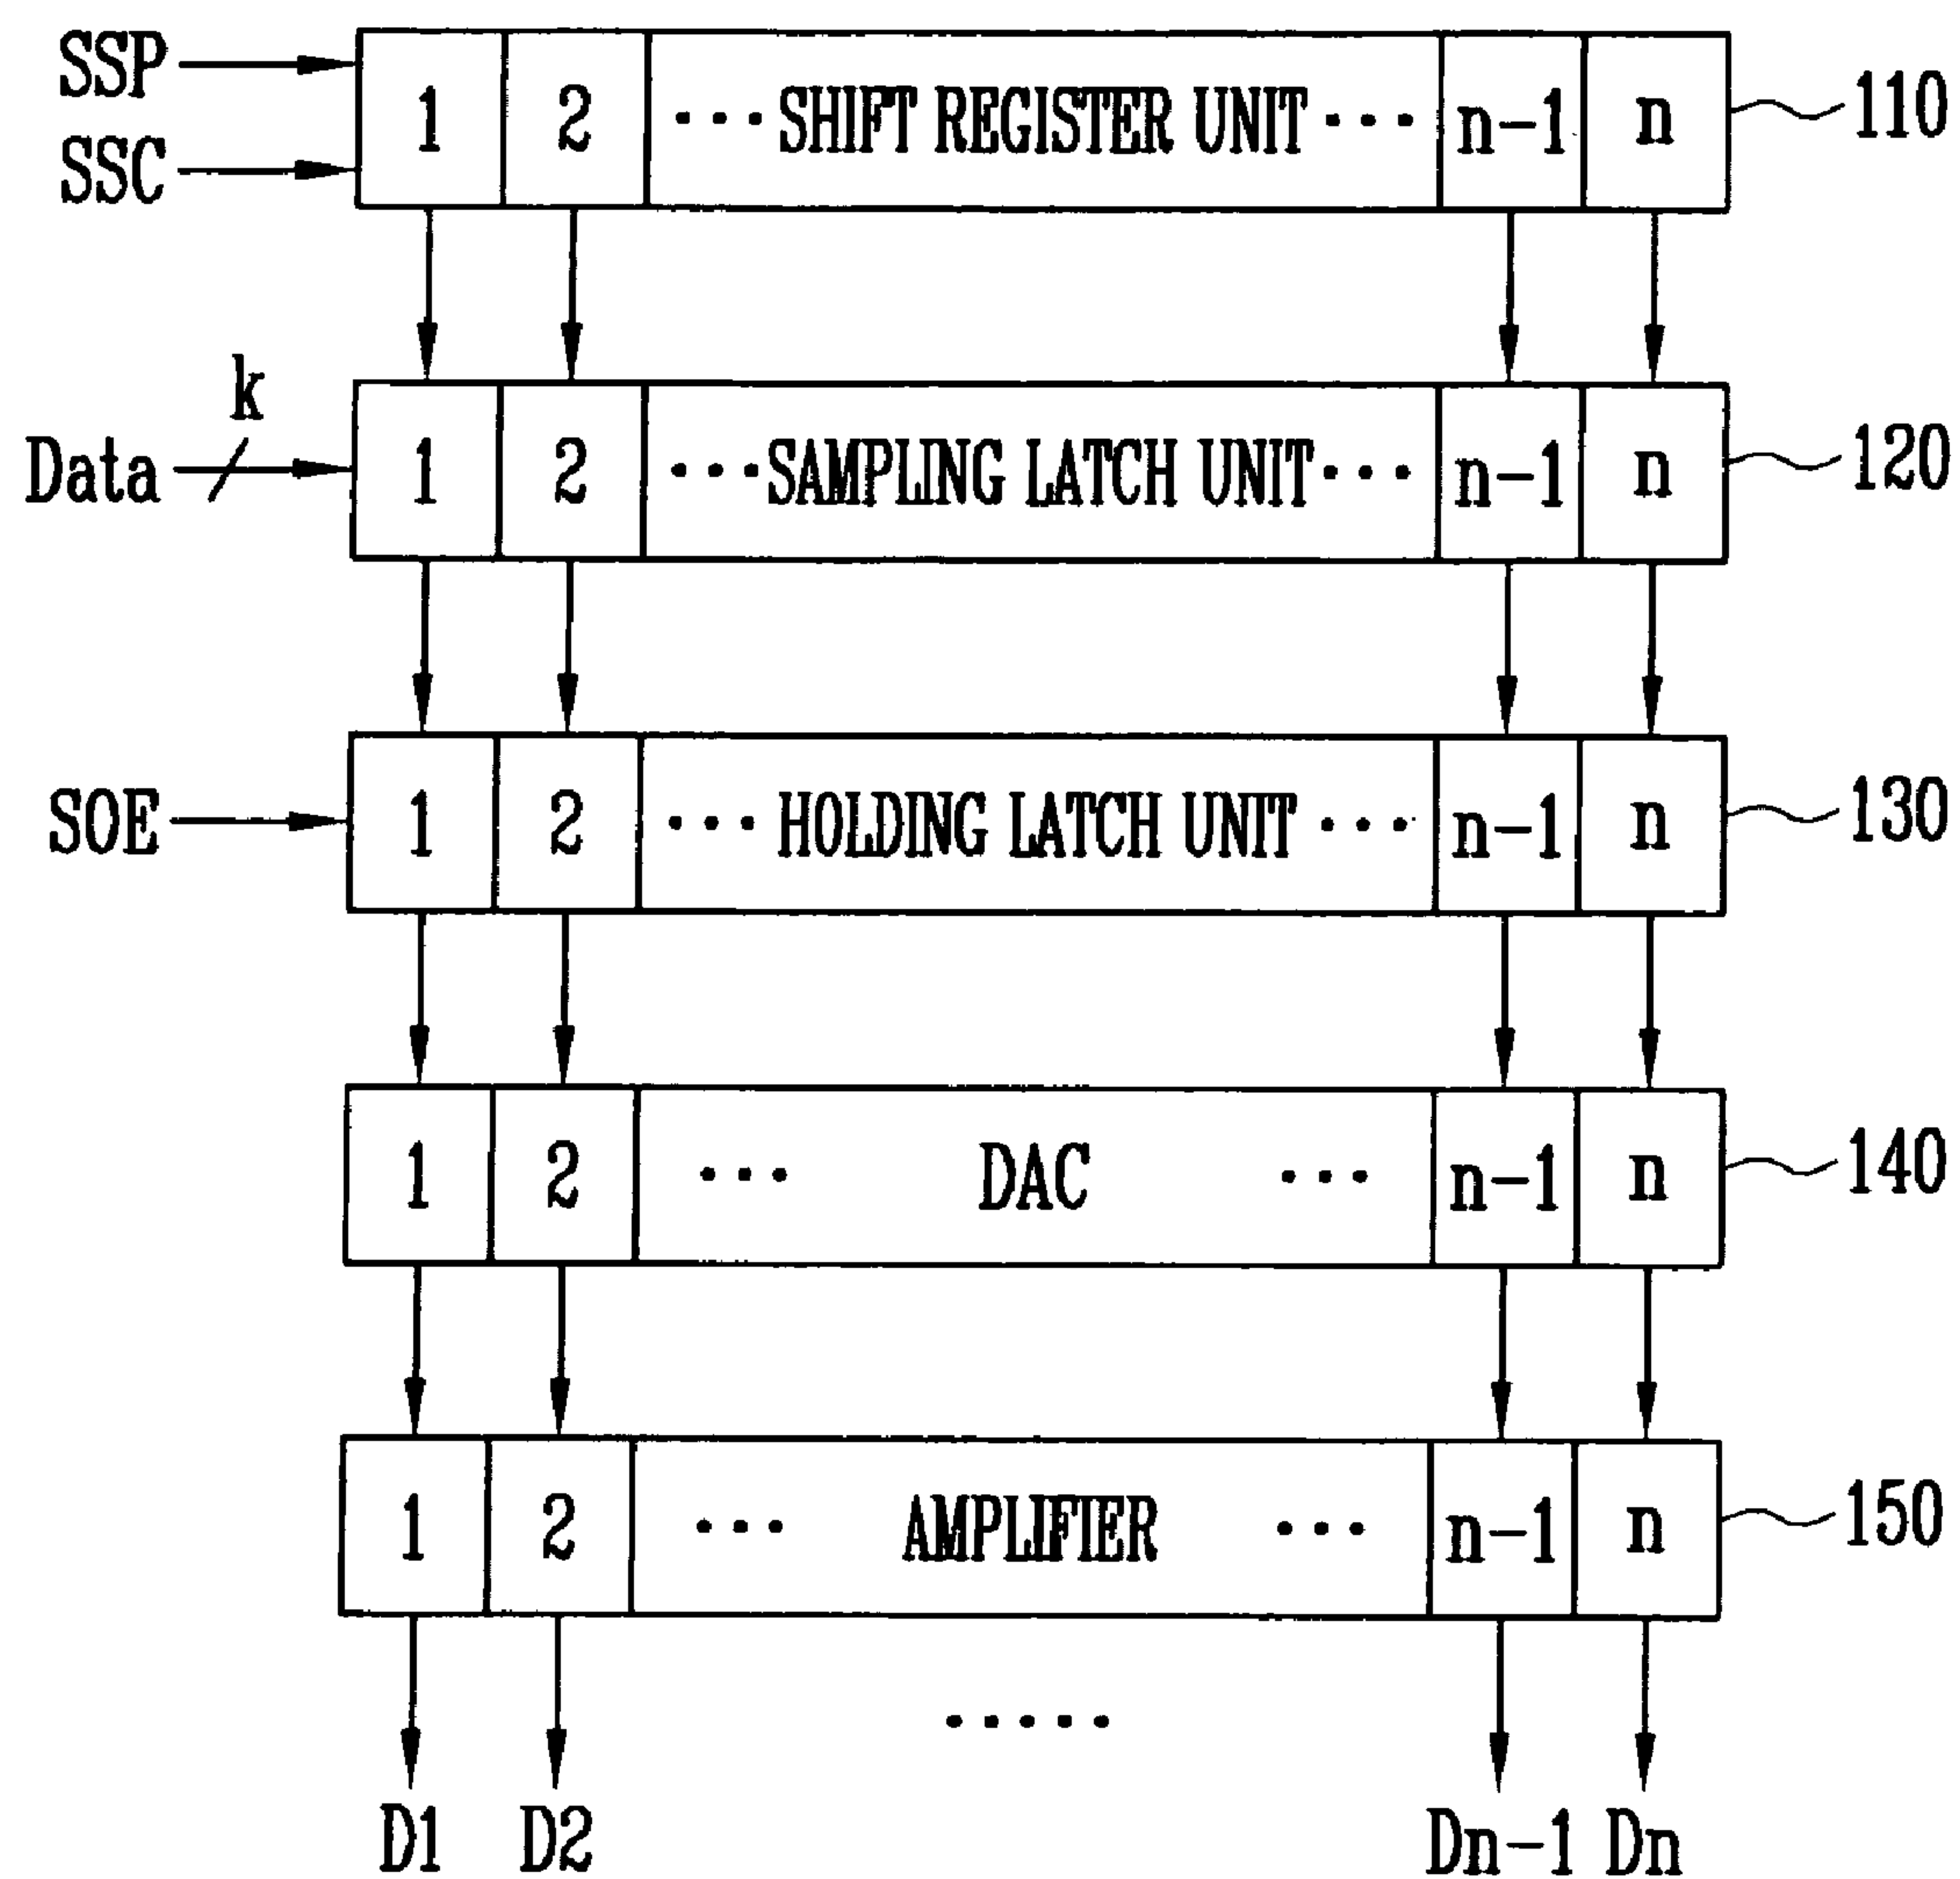 SSP
SSC
1 2 ... SHIFT REGISTER UNIT ... n-1 n 110
k
Data
1 2 ... SAMPLING LATCH UNIT ... n-1 n 120
SOE
1 2 ... HOLDING LATCH UNIT ... n-1 n 130
1 2 ... DAC ... n-1 n 140
1 2 ... AMPLIFIER ... n-1 n 150
.....
D1 D2 Dn-1 Dn